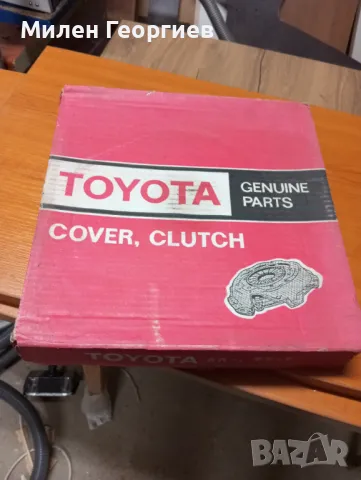 Милен Георгиев
TOYOTA
GENUINE
PARTS
COVER, CLUTCH
TOYOTA
BAZAR